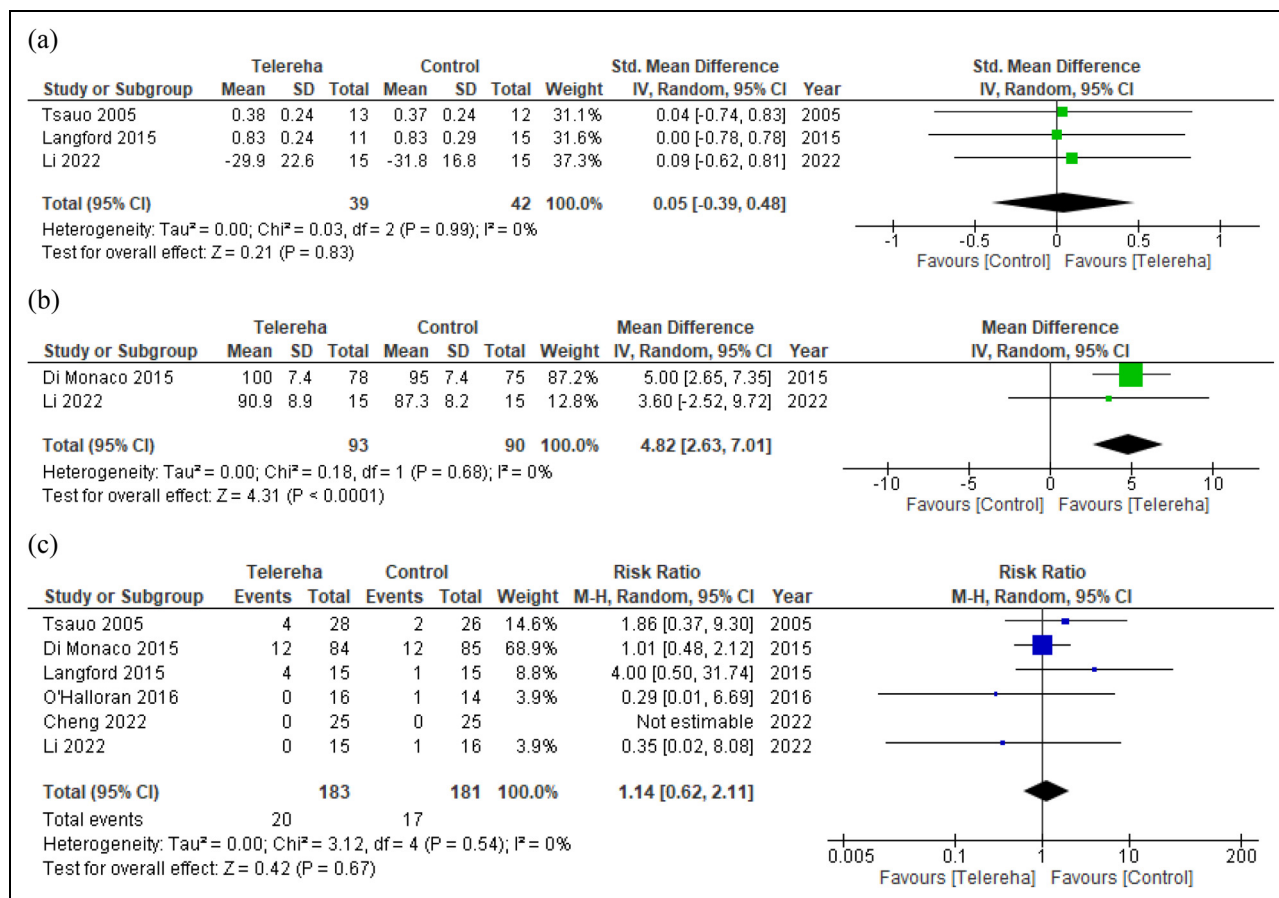 (a)
Telereha Control Std. Mean Difference Std. Mean Difference
Study or Subgroup Mean SD Total Mean SD Total Weight IV, Random, 95% CI Year IV, Random, 95% CI
Tsauo 2005 0.38 0.24 13 0.37 0.24 12 31.1% 0.04 [-0.74, 0.83] 2005
Langford 2015 0.83 0.24 11 0.83 0.29 15 31.6% 0.00 [-0.78, 0.78] 2015
Li 2022 -29.9 22.6 15 -31.8 16.8 15 37.3% 0.09 [-0.62, 0.81] 2022
Total (95% CI) 39 42 100.0% 0.05 [-0.39, 0.48]
Heterogeneity: Tau² = 0.00; Chi² = 0.03, df = 2 (P = 0.99); I² = 0%
Test for overall effect: Z = 0.21 (P = 0.83)
-1 -0.5 0 0.5 1
Favours [Control] Favours [Telereha]
(b)
Telereha Control Mean Difference Mean Difference
Study or Subgroup Mean SD Total Mean SD Total Weight IV, Random, 95% CI Year IV, Random, 95% CI
Di Monaco 2015 100 7.4 78 95 7.4 75 87.2% 5.00 [2.65, 7.35] 2015
Li 2022 90.9 8.9 15 87.3 8.2 15 12.8% 3.60 [-2.52, 9.72] 2022
Total (95% CI) 93 90 100.0% 4.82 [2.63, 7.01]
Heterogeneity: Tau² = 0.00; Chi² = 0.18, df = 1 (P = 0.68); I² = 0%
Test for overall effect: Z = 4.31 (P < 0.0001)
-10 -5 0 5 10
Favours [Control] Favours [Telereha]
(c)
Telereha Control Risk Ratio Risk Ratio
Study or Subgroup Events Total Events Total Weight M-H, Random, 95% CI Year M-H, Random, 95% CI
Tsauo 2005 4 28 2 26 14.6% 1.86 [0.37, 9.30] 2005
Di Monaco 2015 12 84 12 85 68.9% 1.01 [0.48, 2.12] 2015
Langford 2015 4 15 1 15 8.8% 4.00 [0.50, 31.74] 2015
O'Halloran 2016 0 16 1 14 3.9% 0.29 [0.01, 6.69] 2016
Cheng 2022 0 25 0 25 Not estimable 2022
Li 2022 0 15 1 16 3.9% 0.35 [0.02, 8.08] 2022
Total (95% CI) 183 181 100.0% 1.14 [0.62, 2.11]
Total events 20 17
Heterogeneity: Tau² = 0.00; Chi² = 3.12, df = 4 (P = 0.54); I² = 0%
Test for overall effect: Z = 0.42 (P = 0.67)
0.005 0.1 1 10 200
Favours [Telereha] Favours [Control]